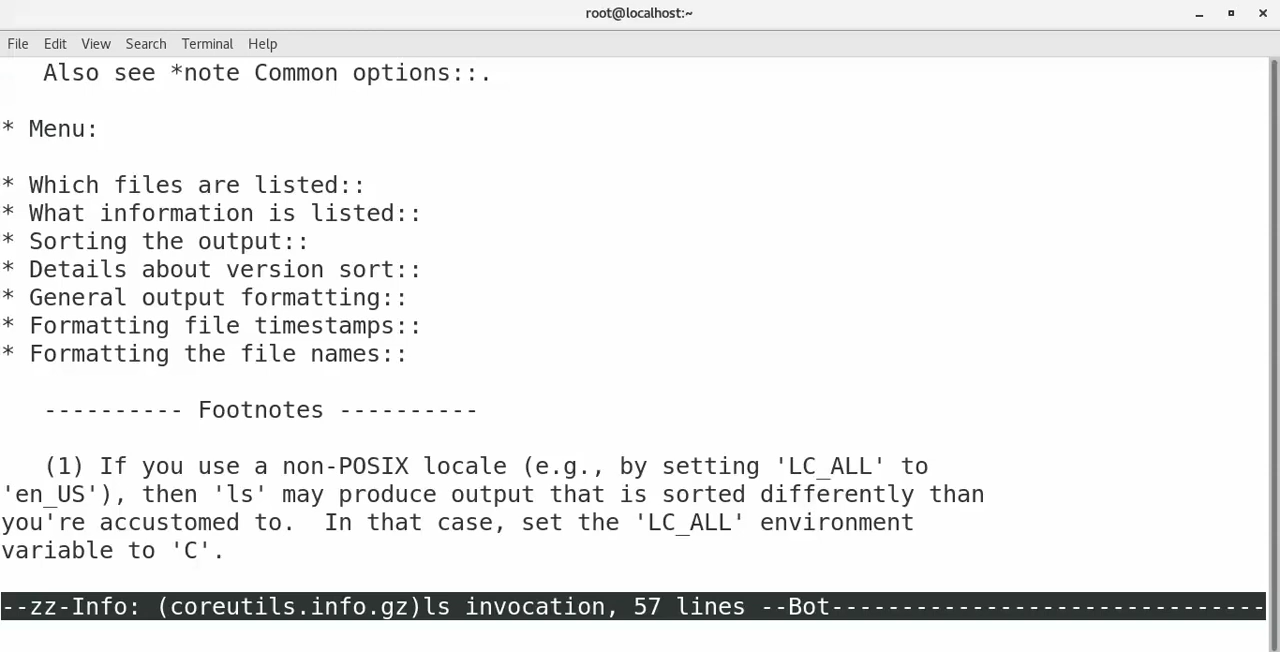 root@localhost:~
File Edit View Search Terminal Help
Also see *note Common options::.
* Menu:
* Which files are listed::
* What information is listed::
* Sorting the output::
* Details about version sort::
* General output formatting::
* Formatting file timestamps::
* Formatting the file names::
---------- Footnotes ----------
(1) If you use a non-POSIX locale (e.g., by setting 'LC_ALL' to
'en_US'), then 'ls' may produce output that is sorted differently than
you're accustomed to.  In that case, set the 'LC_ALL' environment
variable to 'C'.
--zz-Info: (coreutils.info.gz)ls invocation, 57 lines --Bot-------------------------------